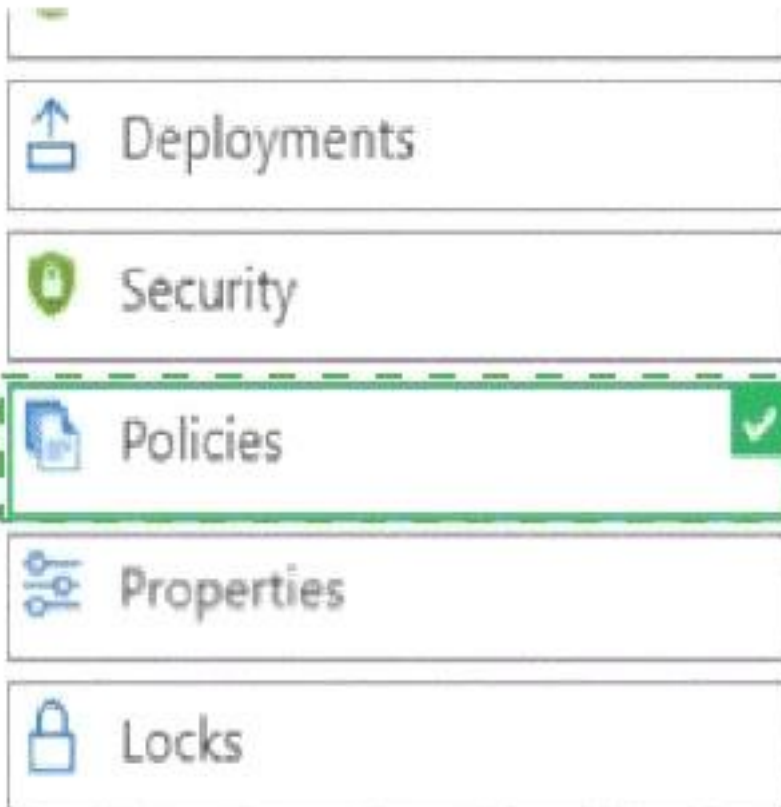 Deployments
Security
Policies
Properties
Locks